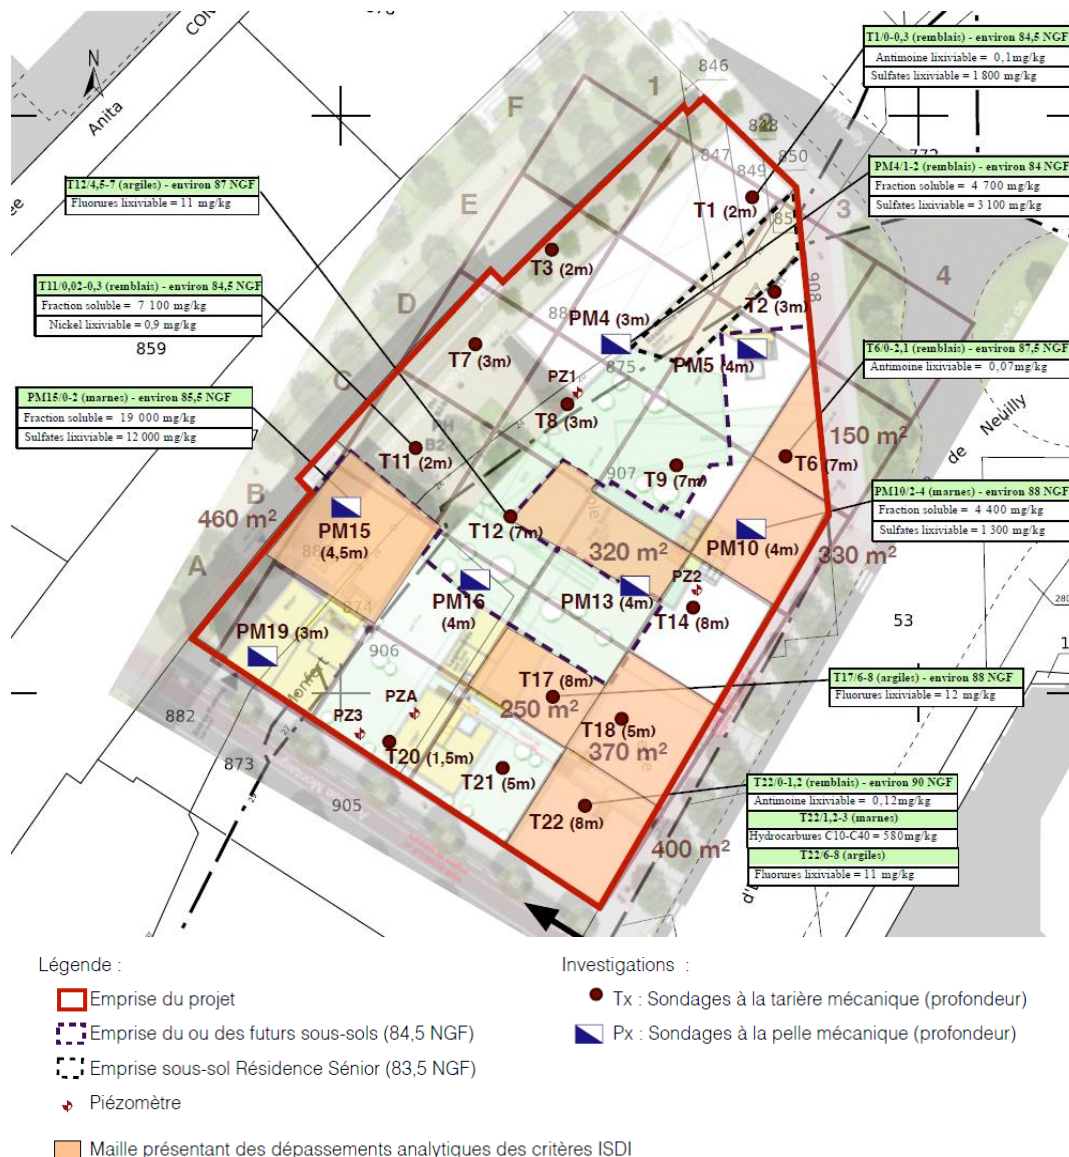 N
Anita
CON
ée
F
E
D
C
B
A
1
2
3
4
846
847
848
849
850
85
772
908
88
875
907
859
874
906
882
873
905
53
280
T1/0-0,3 (remblais) - environ 84,5 NGF
Antimoine lixiviable = 0,1mg/kg
Sulfates lixiviable = 1 800 mg/kg
PM4/1-2 (remblais) - environ 84 NGF
Fraction soluble = 4 700 mg/kg
Sulfates lixiviable = 3 100 mg/kg
T12/4,5-7 (argiles) - environ 87 NGF
Fluorures lixiviable = 11 mg/kg
T11/0,02-0,3 (remblais) - environ 84,5 NGF
Fraction soluble = 7 100 mg/kg
Nickel lixiviable = 0,9 mg/kg
T6/0-2,1 (remblais) - environ 87,5 NGF
Antimoine lixiviable = 0,07mg/kg
PM15/0-2 (marnes) - environ 85,5 NGF
Fraction soluble = 19 000 mg/kg
Sulfates lixiviable = 12 000 mg/kg
PM10/2-4 (marnes) - environ 88 NGF
Fraction soluble = 4 400 mg/kg
Sulfates lixiviable = 1 300 mg/kg
T17/6-8 (argiles) - environ 88 NGF
Fluorures lixiviable = 12 mg/kg
T22/0-1,2 (remblais) - environ 90 NGF
Antimoine lixiviable = 0,12mg/kg
T22/1,2-3 (marnes)
Hydrocarbures C10-C40 = 580mg/kg
T22/6-8 (argiles)
Fluorures lixiviable = 11 mg/kg
T1 (2m)
T3 (2m)
T2 (3m)
PM4 (3m)
PM5 (4m)
T7 (3m)
PZ1
T8 (3m)
T11 (2m)
T9 (7m)
T6 (7m)
150 m²
de
Neuilly
460 m²
PM15
(4,5m)
T12 (7m)
320 m²
PM10 (4m)
330 m²
PM16
(4m)
PM13 (4m)
PZ2
T14 (8m)
PM19 (3m)
T17 (8m)
250 m²
T18 (5m)
370 m²
PZA
PZ3
T20 (1,5m)
T21 (5m)
T22 (8m)
400 m²
Légende :
Emprise du projet
Emprise du ou des futurs sous-sols (84,5 NGF)
Emprise sous-sol Résidence Sénior (83,5 NGF)
Piézomètre
Maille présentant des dépassements analytiques des critères ISDI
Investigations :
Tx : Sondages à la tarière mécanique (profondeur)
Px : Sondages à la pelle mécanique (profondeur)